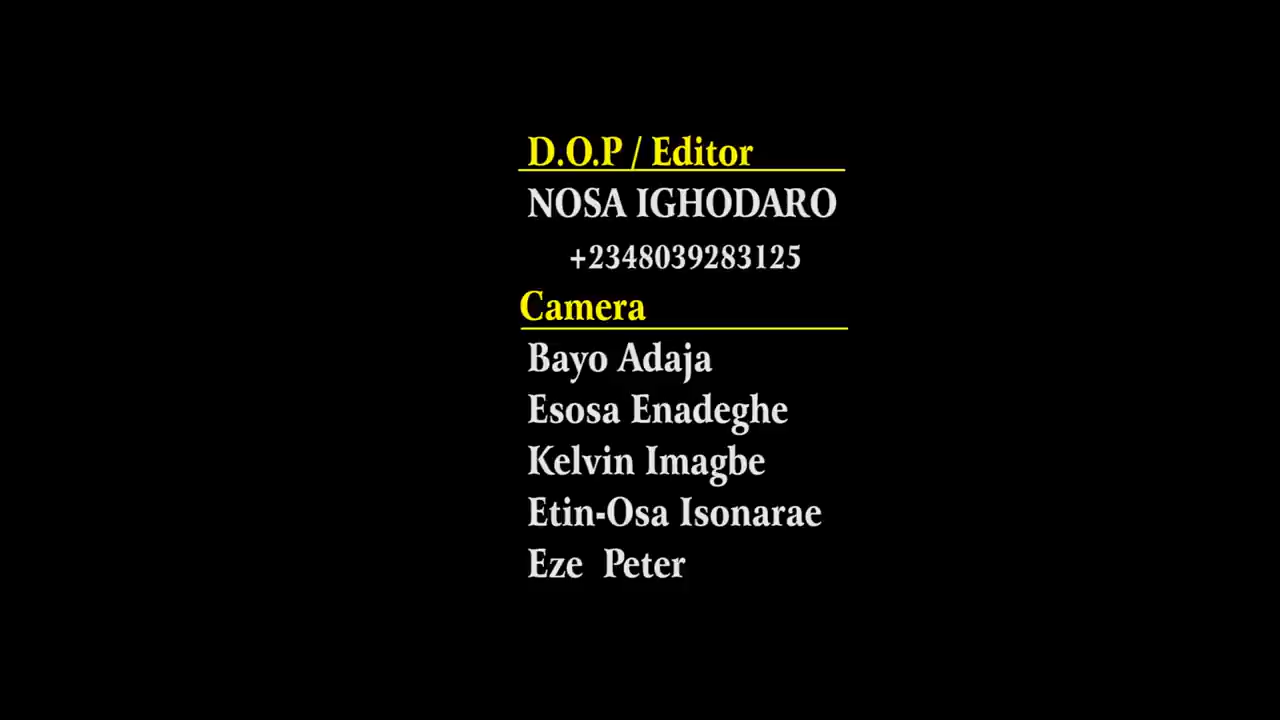 D.O.P / Editor
NOSA IGHODARO
+2348039283125
Camera
Bayo Adaja
Esosa Enadeghe
Kelvin Imagbe
Etin-Osa Isonarae
Eze Peter